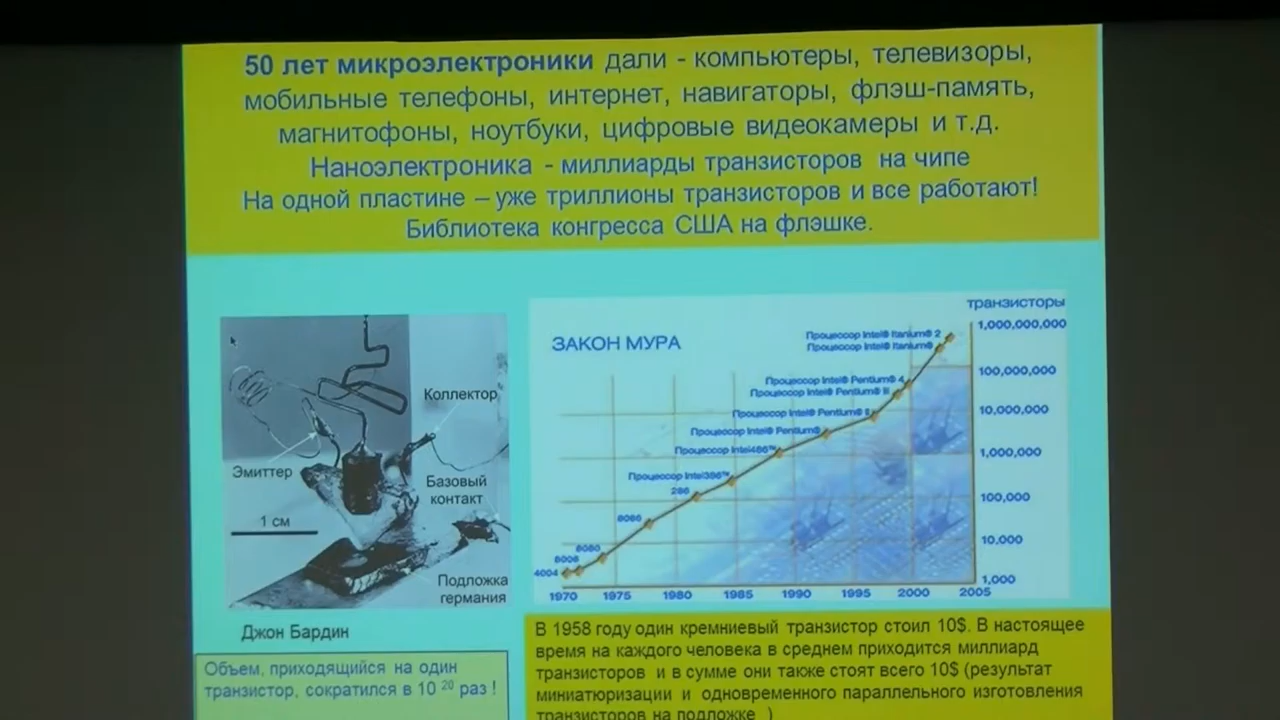 50 лет микроэлектроники дали - компьютеры, телевизоры,
мобильные телефоны, интернет, навигаторы, флэш-память,
магнитофоны, ноутбуки, цифровые видеокамеры и т.д.
Наноэлектроника - миллиарды транзисторов на чипе
На одной пластине – уже триллионы транзисторов и все работают!
Библиотека конгресса США на флэшке.
Коллектор
Эмиттер
Базовый
контакт
1 см
Подложка
германия
Джон Бардин
Объем, приходящийся на один
транзистор, сократился в 10 20 раз !
транзисторы
ЗАКОН МУРА
1,000,000,000
100,000,000
10,000,000
1,000,000
100,000
10.000
1,000
Процессор Intel® Itanium® 2
Процессор Intel® Itanium®
Процессор Intel® Pentium® 4
Процессор Intel® Pentium® III
Процессор Intel® Pentium® II
Процессор Intel® Pentium®
Процессор Intel486™
Процессор Intel386™
286
8086
8080
8008
4004
1970 1975 1980 1985 1990 1995 2000 2005
В 1958 году один кремниевый транзистор стоил 10$. В настоящее
время на каждого человека в среднем приходится миллиард
транзисторов и в сумме они также стоят всего 10$ (результат
миниатюризации и одновременного параллельного изготовления
транзисторов на подложке )